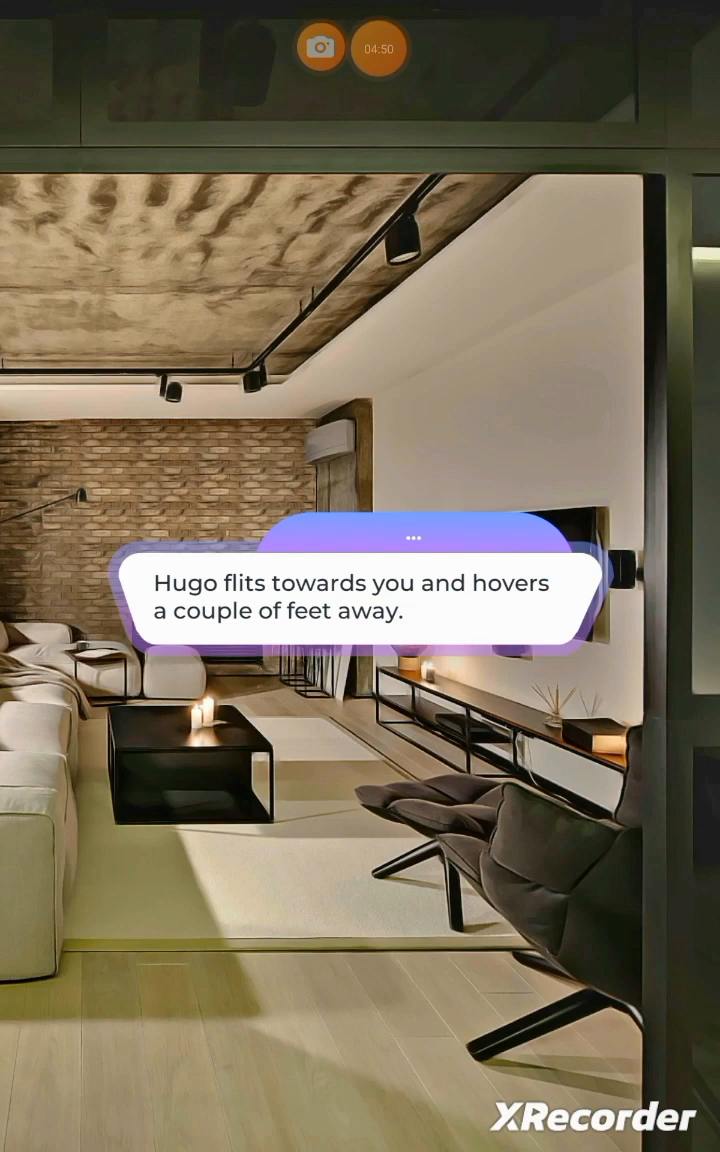 04:50
...
Hugo flits towards you and hovers
a couple of feet away.
XRecorder